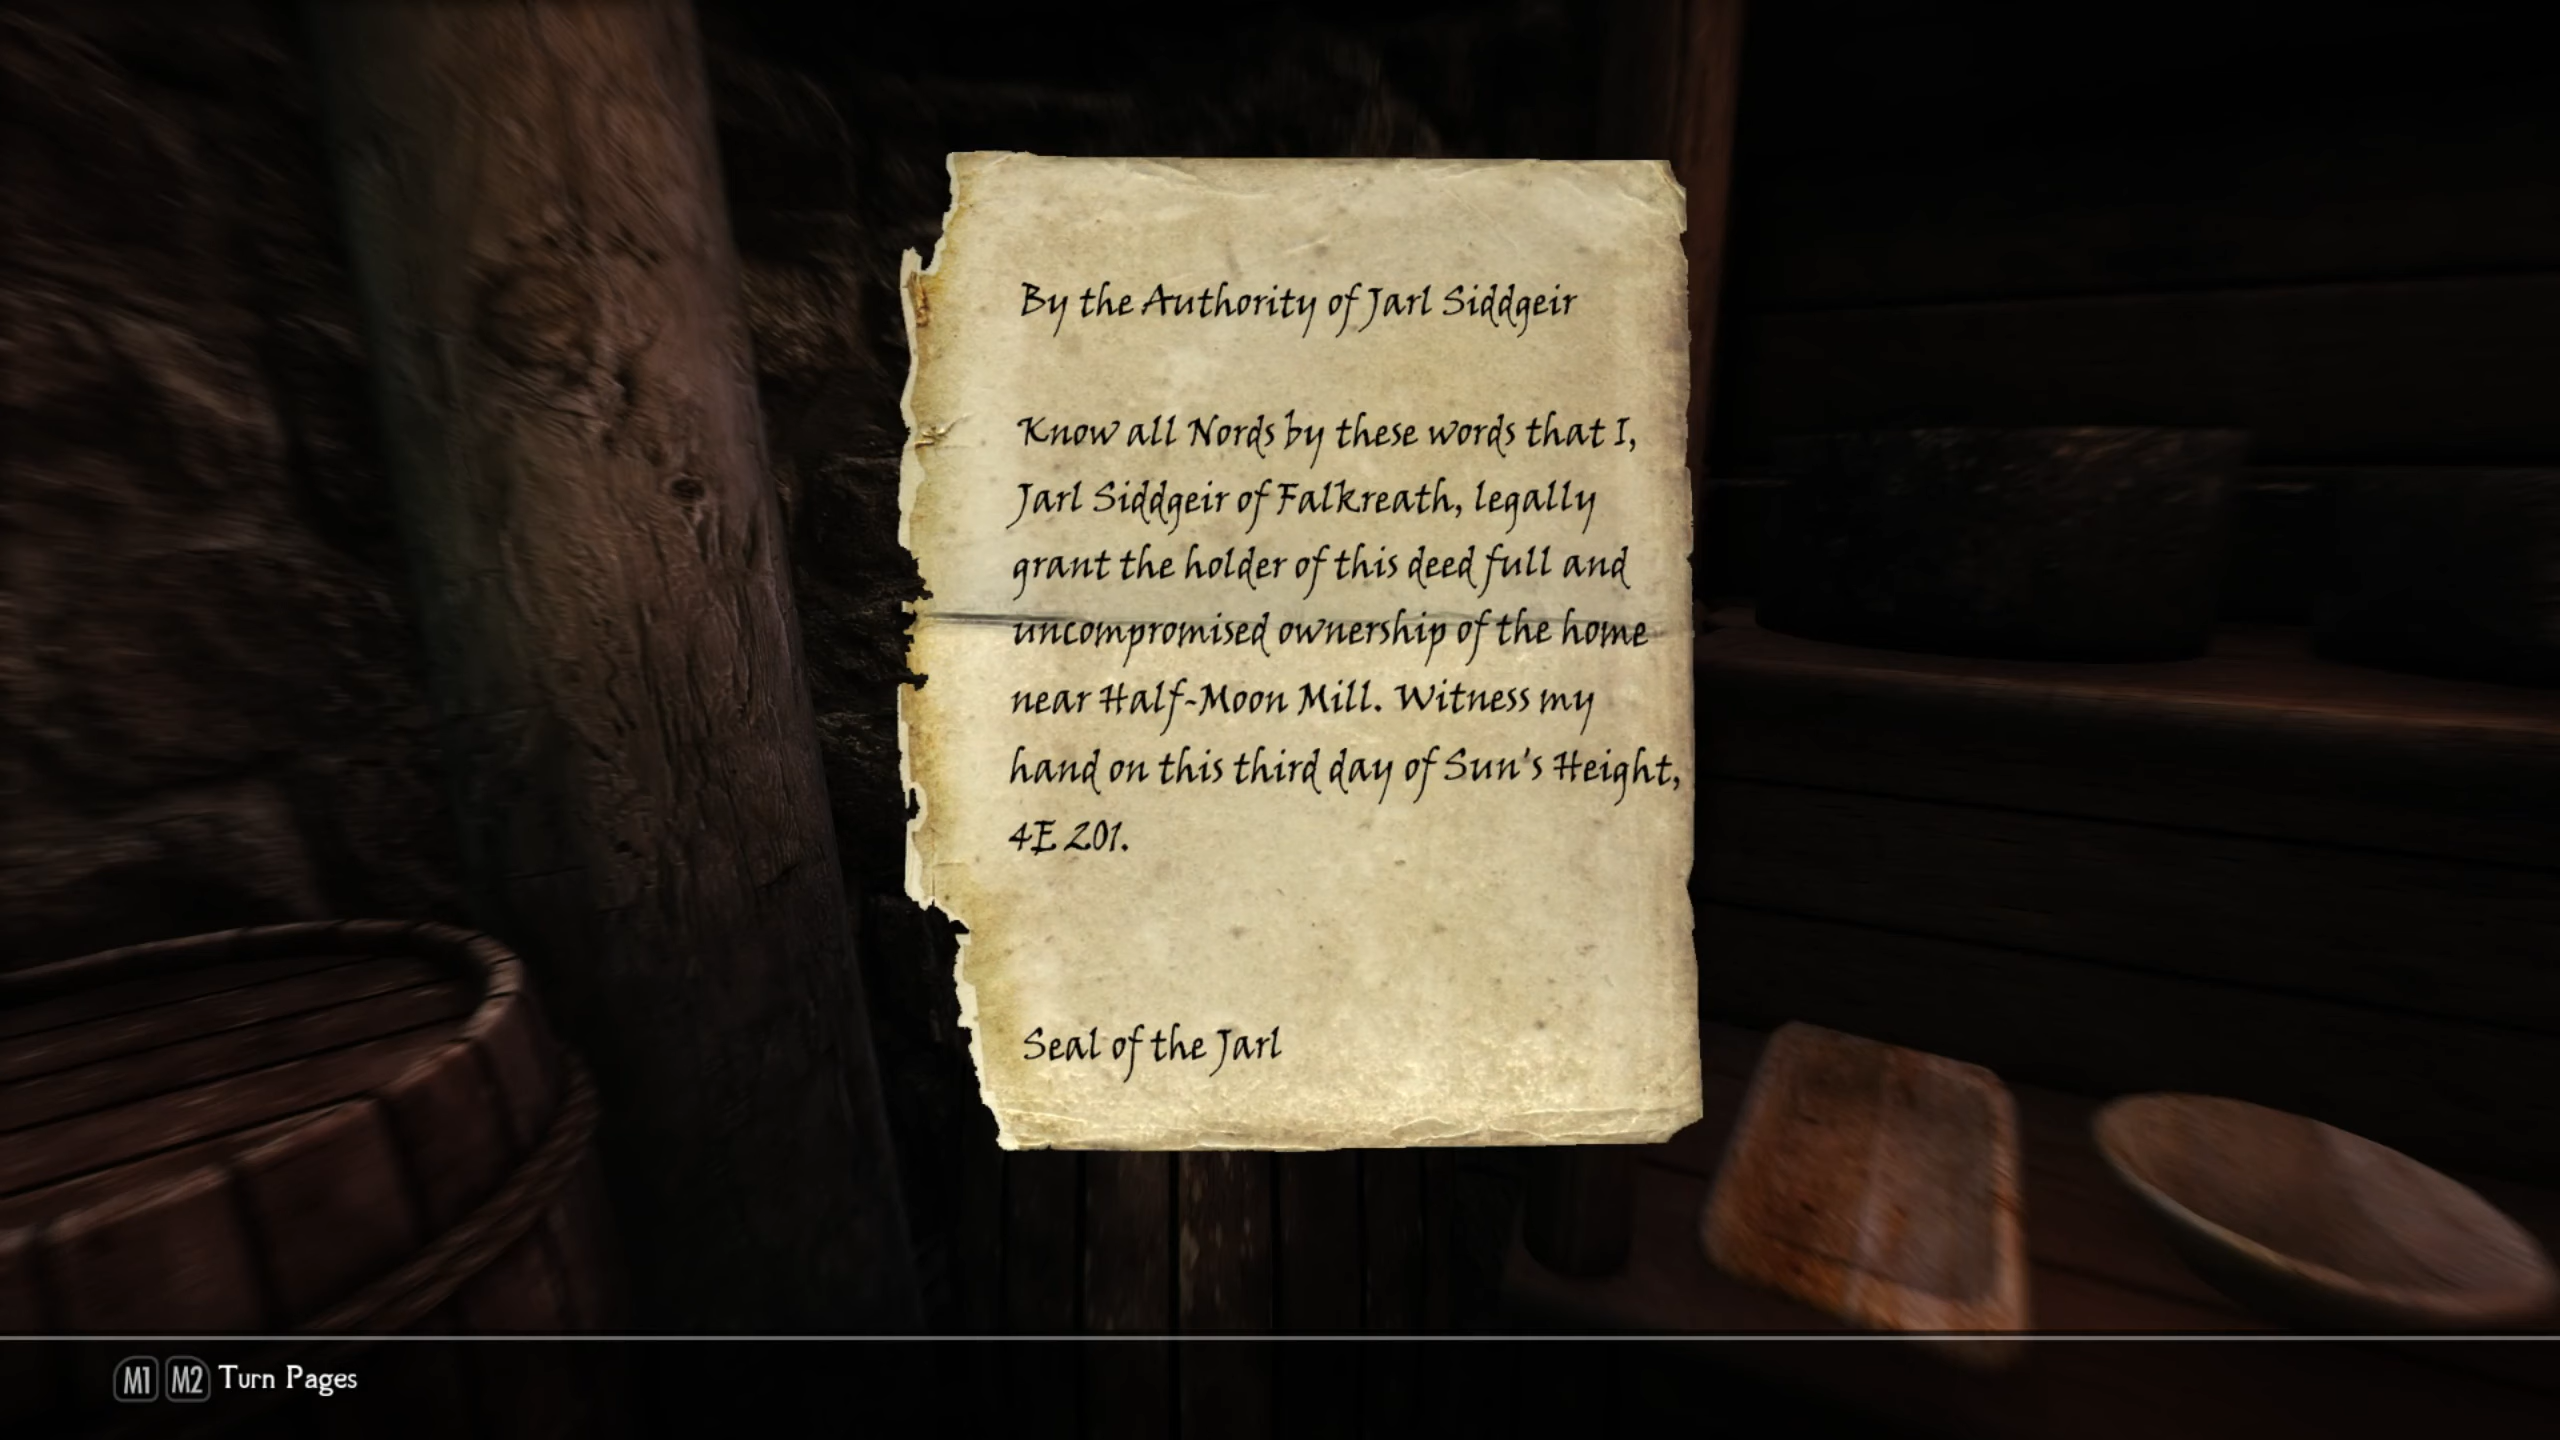 By the Authority of Jarl Siddgeir
Know all Nords by these words that I,
Jarl Siddgeir of Falkreath, legally
grant the holder of this deed full and
uncompromised ownership of the home
near Half-Moon Mill. Witness my
hand on this third day of Sun's Height,
4E 201.
Seal of the Jarl
M1 M2 Turn Pages